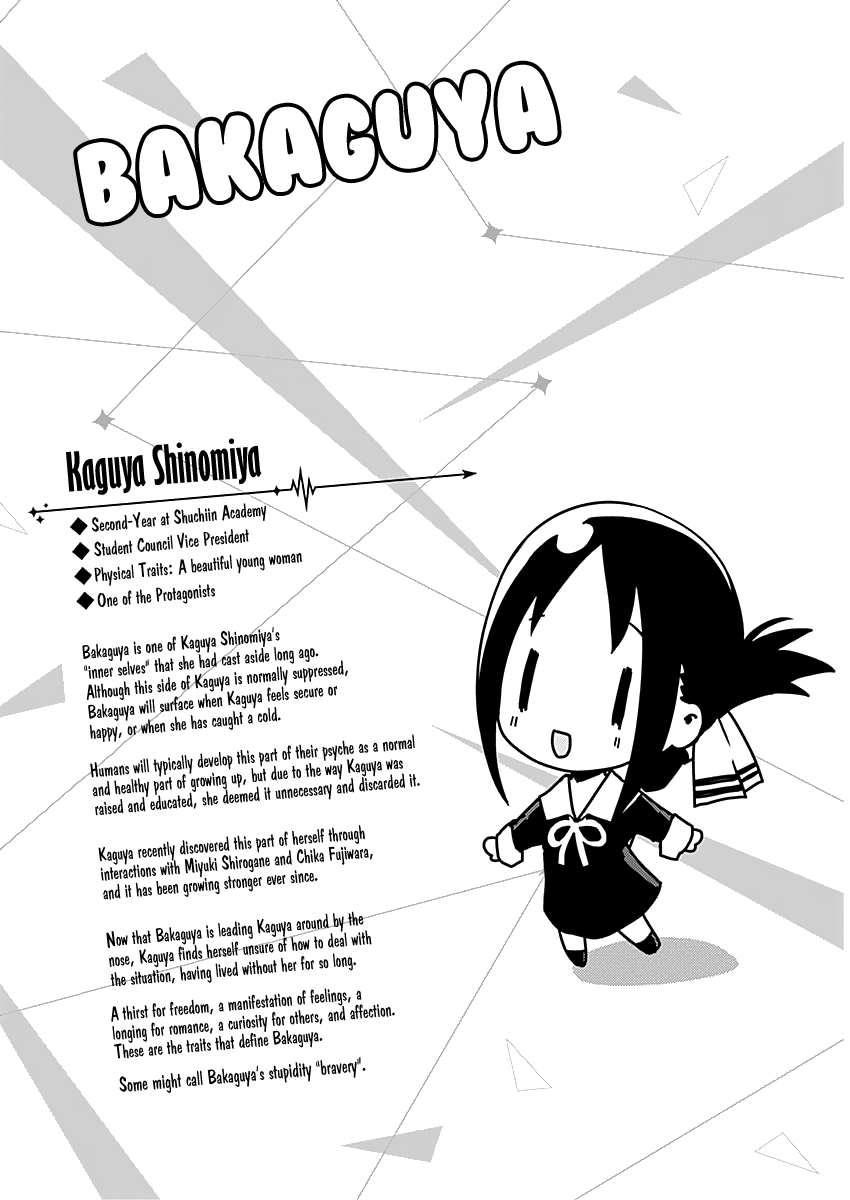 BAKAGUYA
Kaguya Shinomiya
◆ Second-Year at Shuchiin Academy
◆ Student Council Vice President
◆ Physical Traits: A beautiful young woman
◆ One of the Protagonists
Bakaguya is one of Kaguya Shinomiya's
"inner selves" that she had cast aside long ago.
Although this side of Kaguya is normally suppressed,
Bakaguya will surface when Kaguya feels secure or
happy, or when she has caught a cold.
Humans will typically develop this part of their psyche as a normal
and healthy part of growing up, but due to the way Kaguya was
raised and educated, she deemed it unnecessary and discarded it.
Kaguya recently discovered this part of herself through
interactions with Miyuki Shirogane and Chika Fujiwara,
and it has been growing stronger ever since.
Now that Bakaguya is leading Kaguya around by the
nose, Kaguya finds herself unsure of how to deal with
the situation, having lived without her for so long.
A thirst for freedom, a manifestation of feelings, a
longing for romance, a curiosity for others, and affection.
These are the traits that define Bakaguya.
Some might call Bakaguya's stupidity "bravery".